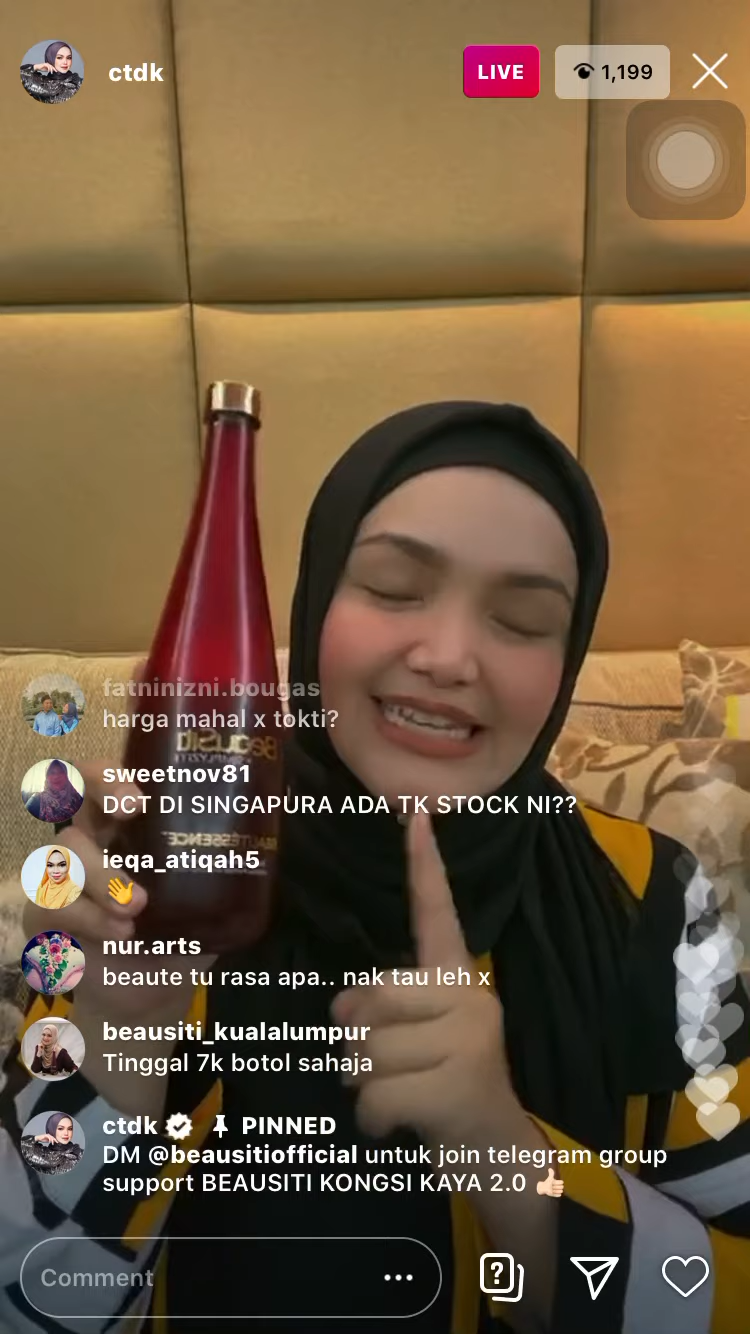 ctdk
LIVE
1,199
fatninizni.bougas
harga mahal x tokti?
BeauSiti
sweetnov81
DCT DI SINGAPURA ADA TK STOCK NI??
ieqa_atiqah5
👋
nur.arts
beaute tu rasa apa.. nak tau leh x
beausiti_kualalumpur
Tinggal 7k botol sahaja
ctdk PINNED
DM @beausitiofficial untuk join telegram group
support BEAUSITI KONGSI KAYA 2.0 👍🏻
Comment